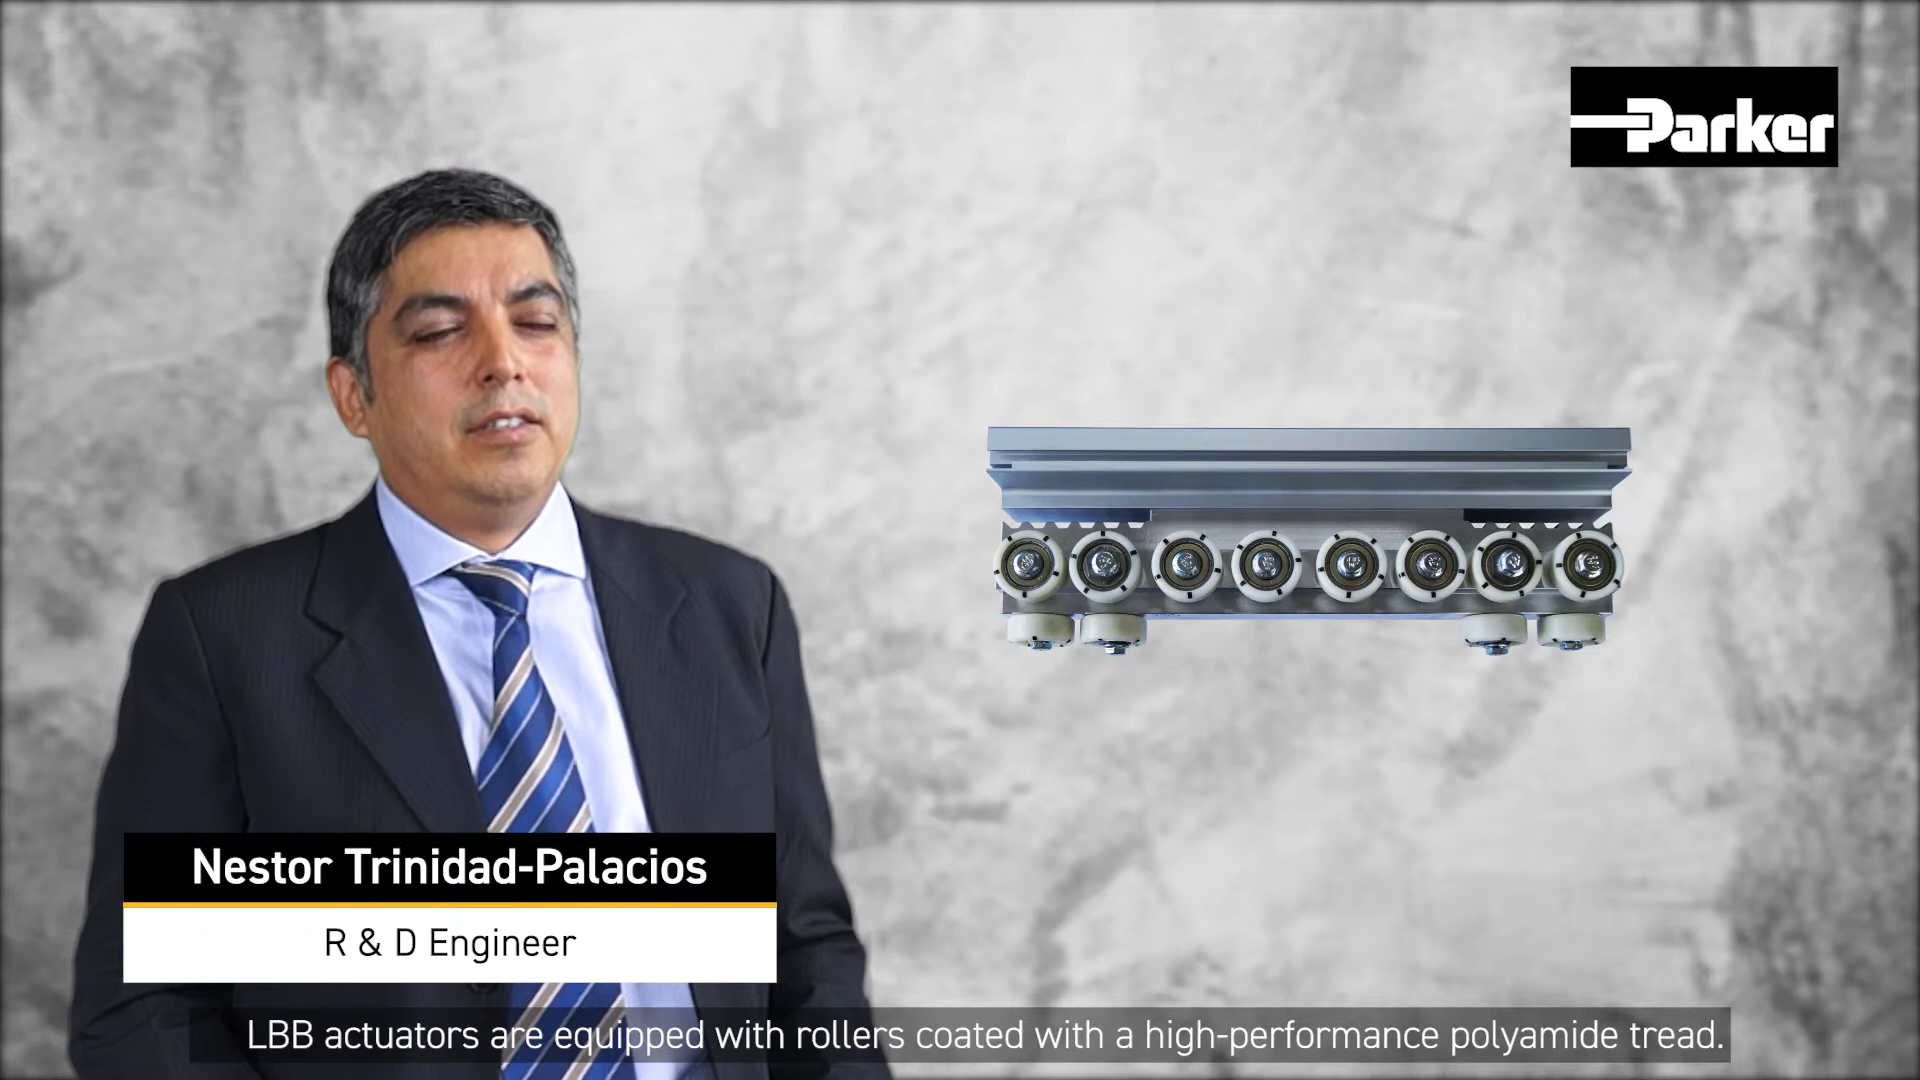 Parker
Nestor Trinidad-Palacios
R & D Engineer
LBB actuators are equipped with rollers coated with a high-performance polyamide tread.